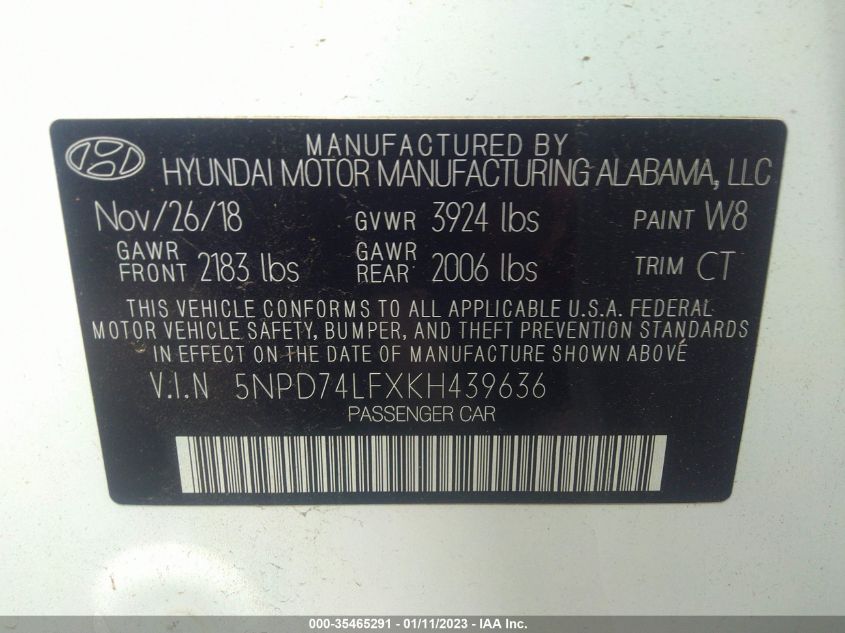 MANUFACTURED BY
HYUNDAI MOTOR MANUFACTURING ALABAMA, LLC
Nov/26/18 GVWR 3924 lbs PAINT W8
GAWR FRONT 2183 lbs GAWR REAR 2006 lbs TRIM CT
THIS VEHICLE CONFORMS TO ALL APPLICABLE U.S.A. FEDERAL
MOTOR VEHICLE SAFETY, BUMPER, AND THEFT PREVENTION STANDARDS
IN EFFECT ON THE DATE OF MANUFACTURE SHOWN ABOVE
V.I.N 5NPD74LFXKH439636
PASSENGER CAR
000-35465291 - 01/11/2023 - IAA Inc.